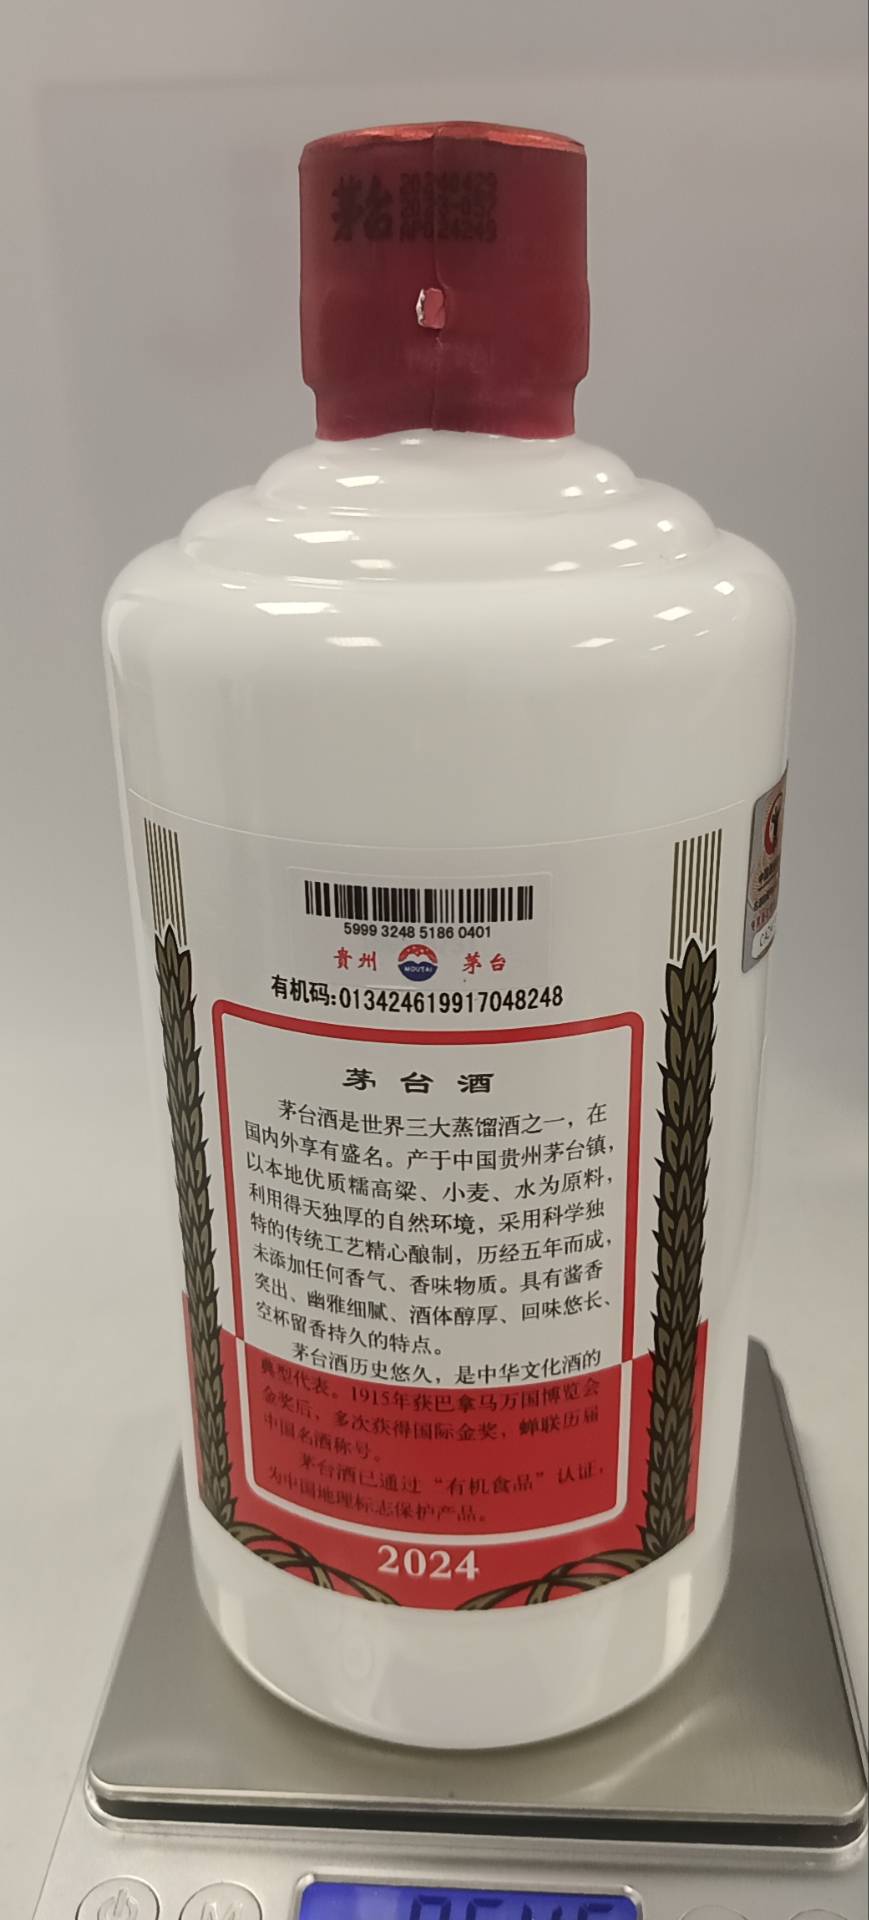 茅台
5999 3248 5186 0401
貴州 MOUTAI 茅台
有机码:013424619917048248
茅台酒
茅台酒是世界三大蒸馏酒之一，在
国内外享有盛名。产于中国贵州茅台镇，
以本地优质糯高粱、小麦、水为原料，
利用得天独厚的自然环境，采用科学独
特的传统工艺精心酿制，历经五年而成，
未添加任何香气、香味物质。具有酱香
突出、幽雅细腻、酒体醇厚、回味悠长、
空杯留香持久的特点。
茅台酒历史悠久，是中华文化酒的
典型代表。1915年获巴拿马万国博览会
金奖后，多次获得国际金奖，蝉联历届
中国名酒称号。
茅台酒已通过“有机食品”认证，
为中国地理标志保护产品。
2024
M